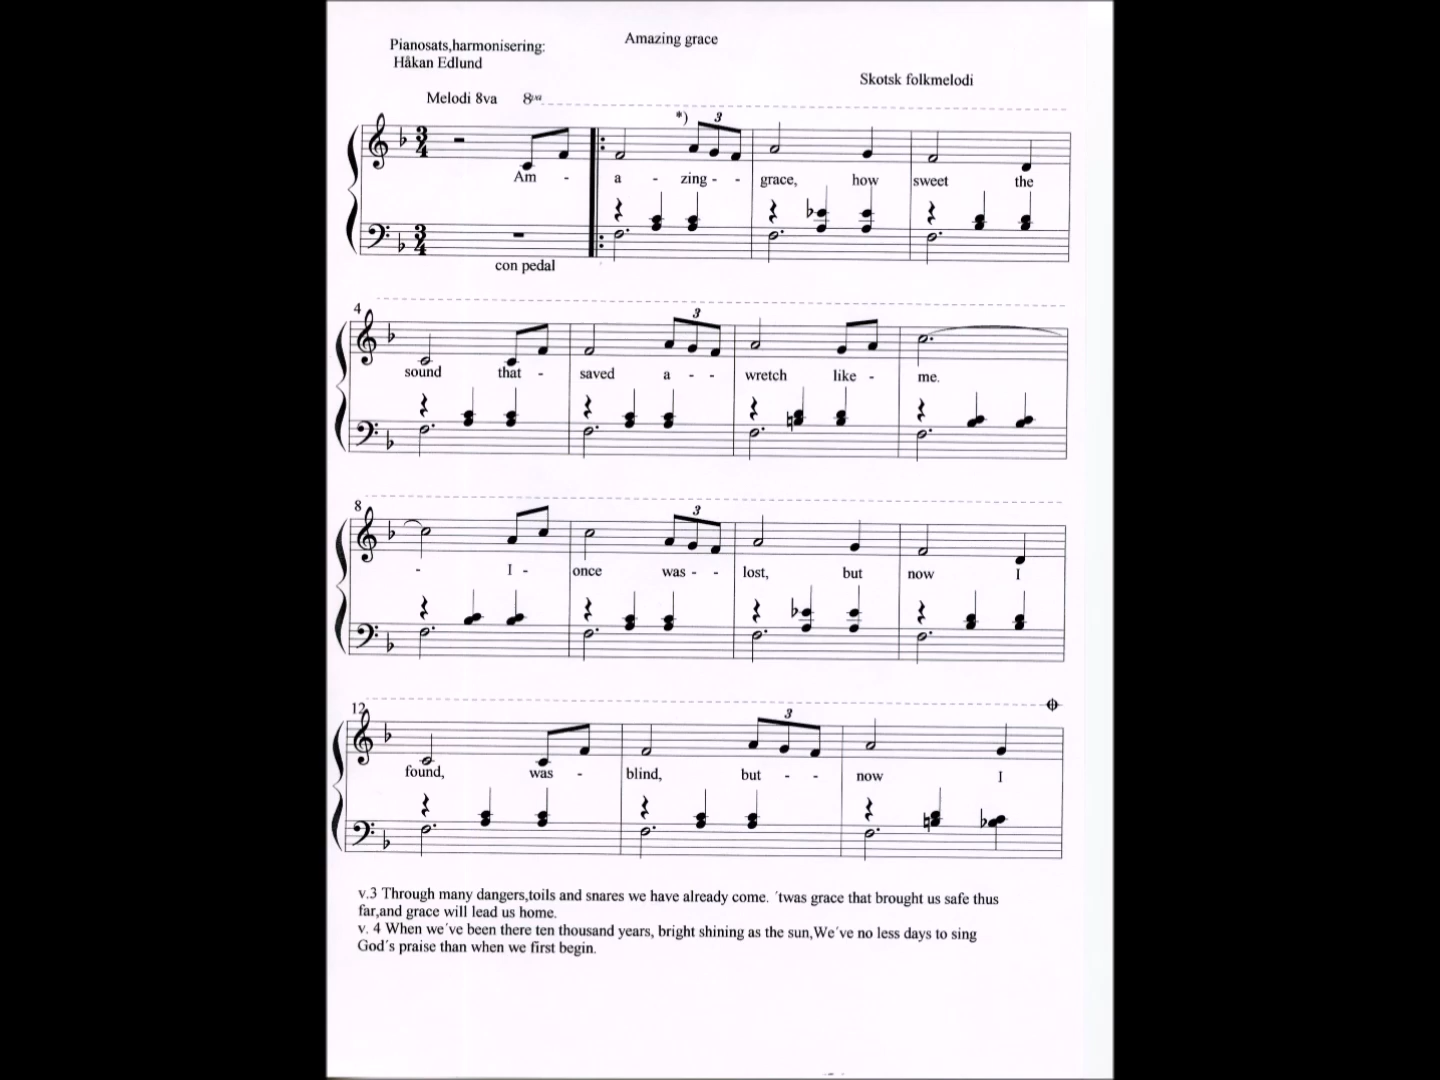 Amazing grace
Pianosats,harmonisering:
Håkan Edlund
Skotsk folkmelodi
Melodi 8va 8va
*) 3
3 4
Am - a - zing - - grace, how sweet the
3 4
con pedal
4
3
sound that - saved a - - wretch like - me.
8
3
- I - once was - - lost, but now I
12
3
found, was - blind, but - - now I
v.3 Through many dangers,toils and snares we have already come. ´twas grace that brought us safe thus
far,and grace will lead us home.
v. 4 When we´ve been there ten thousand years, bright shining as the sun,We´ve no less days to sing
God´s praise than when we first begin.